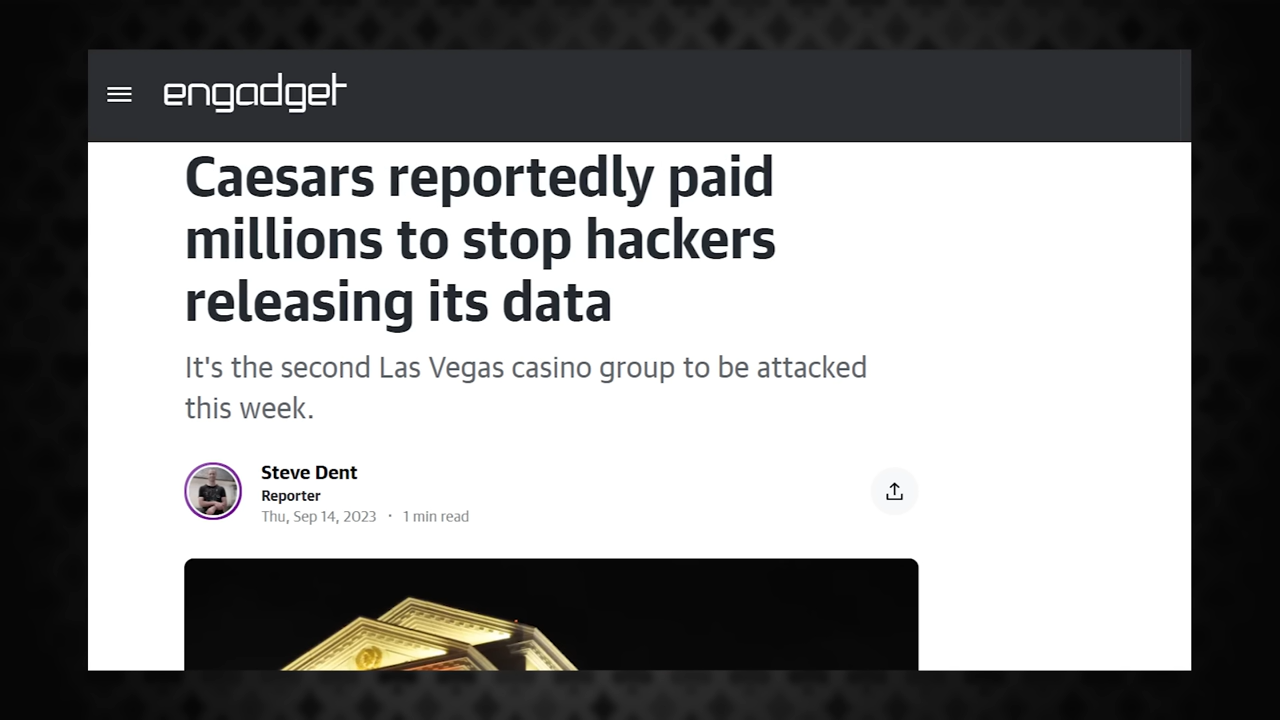 engadget
Caesars reportedly paid
millions to stop hackers
releasing its data
It's the second Las Vegas casino group to be attacked
this week.
Steve Dent
Reporter
Thu, Sep 14, 2023 · 1 min read